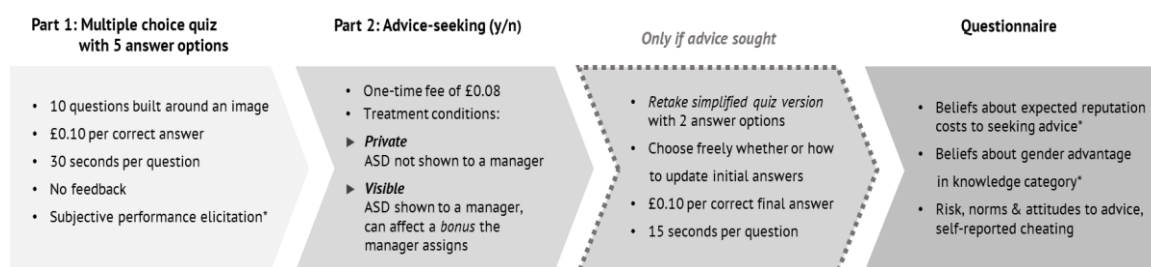 Part 1: Multiple choice quiz
with 5 answer options
• 10 questions built around an image
• £0.10 per correct answer
• 30 seconds per question
• No feedback
• Subjective performance elicitation*
Part 2: Advice-seeking (y/n)
• One-time fee of £0.08
• Treatment conditions:
▶ Private
ASD not shown to a manager
▶ Visible
ASD shown to a manager,
can affect a bonus the
manager assigns
Only if advice sought
• Retake simplified quiz version
with 2 answer options
• Choose freely whether or how
to update initial answers
• £0.10 per correct final answer
• 15 seconds per question
Questionnaire
• Beliefs about expected reputation
costs to seeking advice*
• Beliefs about gender advantage
in knowledge category*
• Risk, norms & attitudes to advice,
self-reported cheating